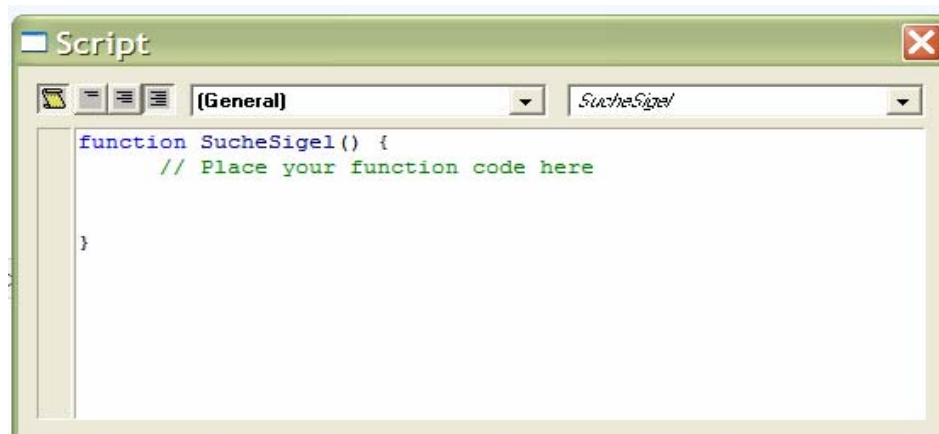 Script
(General) SucheSigel
function SucheSigel() {
// Place your function code here
}